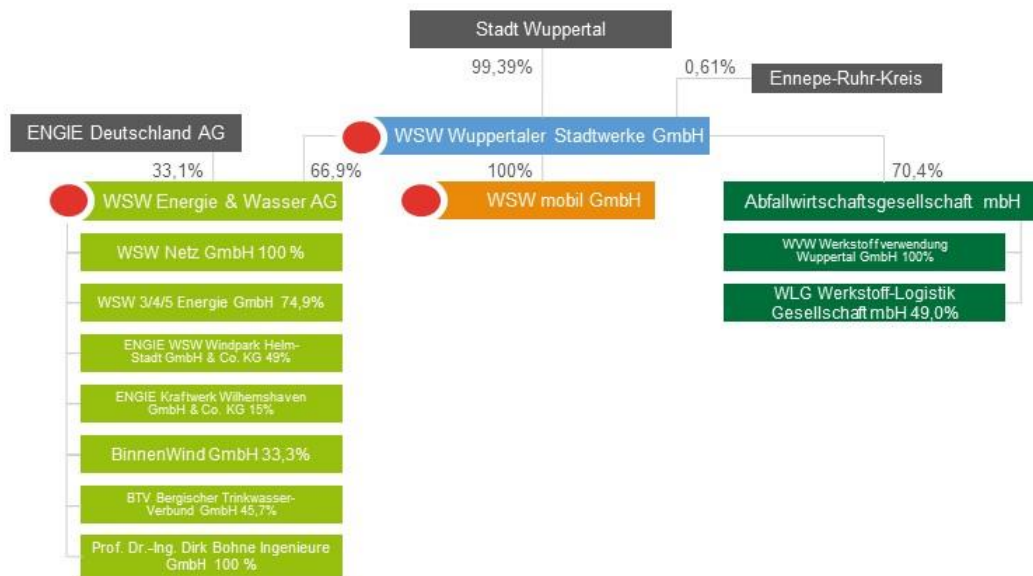 Stadt Wuppertal
99,39%
0,61%
Ennepe-Ruhr-Kreis
ENGIE Deutschland AG
WSW Wuppertaler Stadtwerke GmbH
33,1%
66,9%
100%
70,4%
WSW Energie & Wasser AG
WSW mobil GmbH
Abfallwirtschaftsgesellschaft mbH
WSW Netz GmbH 100 %
WSW 3/4/5 Energie GmbH 74,9%
ENGIE WSW Windpark Helm-
Stadt GmbH & Co. KG 49%
ENGIE Kraftwerk Wilhemshaven
GmbH & Co. KG 15%
BinnenWind GmbH 33,3%
BTV Bergischer Trinkwasser-
Verbund GmbH 45,7%
Prof. Dr.-Ing. Dirk Bohne Ingenieure
GmbH 100 %
WVW Werkstoffverwendung
Wuppertal GmbH 100%
WLG Werkstoff-Logistik
Gesellschaft mbH 49,0%